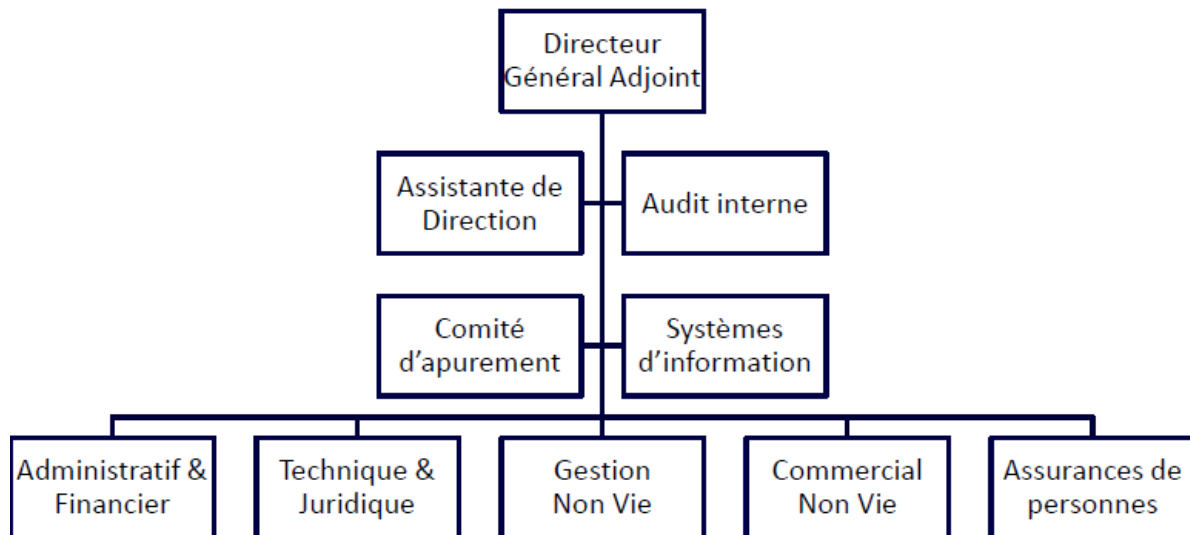 Directeur
Général Adjoint
Assistante de
Direction
Audit interne
Comité
d’apurement
Systèmes
d’information
Administratif &
Financier
Technique &
Juridique
Gestion
Non Vie
Commercial
Non Vie
Assurances de
personnes